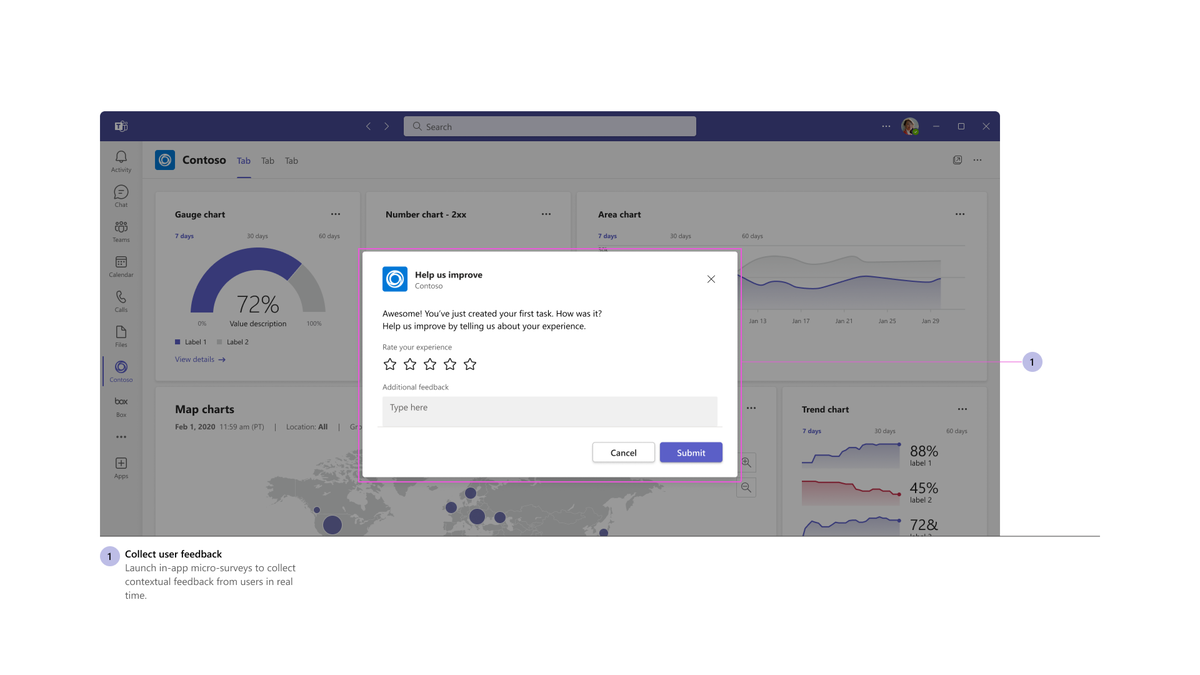 Search
Contoso
Tab
Tab
Tab
Activity
Chat
Teams
Calendar
Calls
Files
Contoso
box
Box
Apps
Gauge chart
7 days
30 days
60 days
72%
0%
Value description
100%
Label 1
Label 2
View details →
Number chart - 2xx
Area chart
7 days
30 days
60 days
Jan 13
Jan 17
Jan 21
Jan 25
Jan 29
Help us improve
Contoso
Awesome! You've just created your first task. How was it?
Help us improve by telling us about your experience.
Rate your experience
Additional feedback
Type here
Cancel
Submit
1
Map charts
Feb 1, 2020 11:59 am (PT) | Location: All |
Trend chart
7 days
30 days
60 days
88%
label 1
45%
label 2
72&
1
Collect user feedback
Launch in-app micro-surveys to collect
contextual feedback from users in real
time.